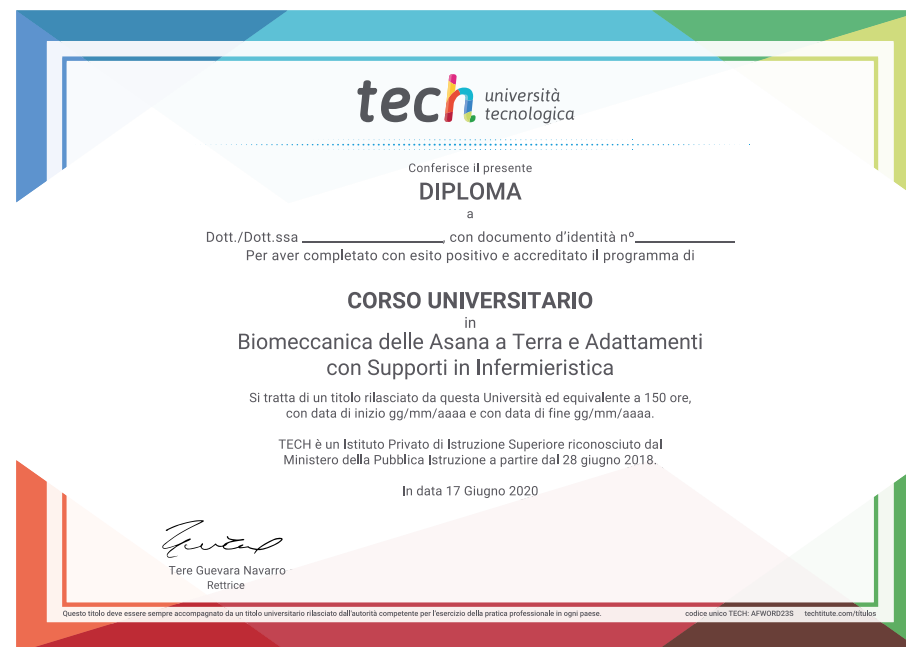 tech università
tecnologica
Conferisce il presente
DIPLOMA
a
Dott./Dott.ssa ____________________, con documento d'identità nº______________
Per aver completato con esito positivo e accreditato il programma di
CORSO UNIVERSITARIO
in
Biomeccanica delle Asana a Terra e Adattamenti
con Supporti in Infermieristica
Si tratta di un titolo rilasciato da questa Università ed equivalente a 150 ore,
con data di inizio gg/mm/aaaa e con data di fine gg/mm/aaaa.
TECH è un Istituto Privato di Istruzione Superiore riconosciuto dal
Ministero della Pubblica Istruzione a partire dal 28 giugno 2018.
In data 17 Giugno 2020
Tere Guevara Navarro
Rettrice
Questo titolo deve essere sempre accompagnato da un titolo universitario rilasciato dall'autorità competente per l'esercizio della pratica professionale in ogni paese. codice unico TECH: AFWORD23S techtitute.com/titulos